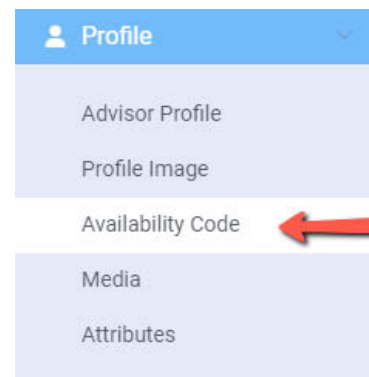 Profile
Advisor Profile
Profile Image
Availability Code
Media
Attributes